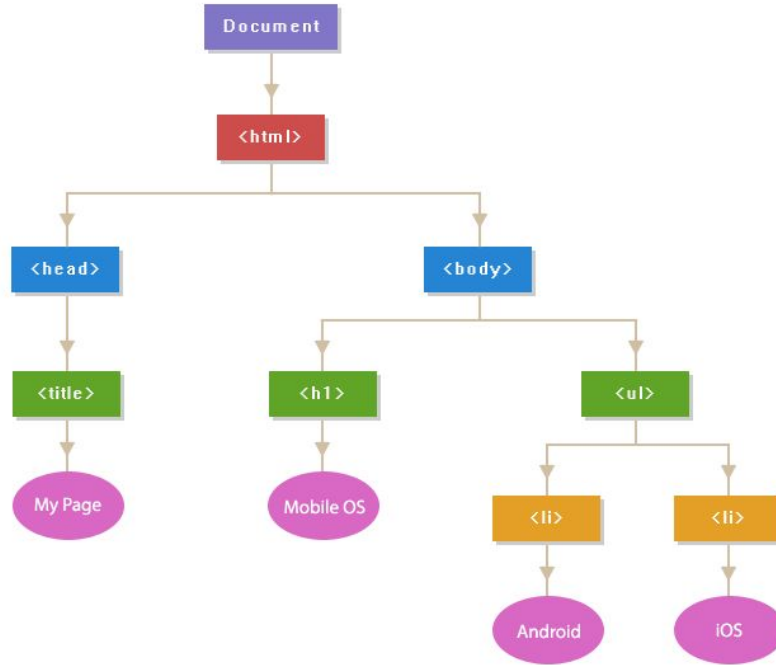 Document
<html>
<head>
<body>
<title>
<h1>
<ul>
My Page
Mobile OS
<li>
<li>
Android
iOS